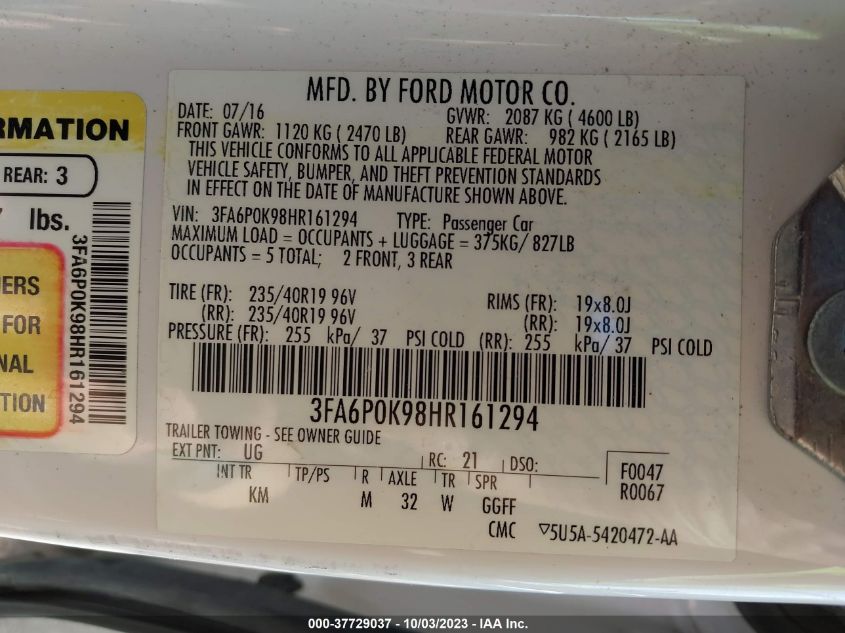 RMATION
REAR: 3
lbs.
3FA6P0K98HR161294
ERS
FOR
NAL
TION
MFD. BY FORD MOTOR CO.
DATE: 07/16 GVWR: 2087 KG ( 4600 LB)
FRONT GAWR: 1120 KG ( 2470 LB) REAR GAWR: 982 KG ( 2165 LB)
THIS VEHICLE CONFORMS TO ALL APPLICABLE FEDERAL MOTOR
VEHICLE SAFETY, BUMPER, AND THEFT PREVENTION STANDARDS
IN EFFECT ON THE DATE OF MANUFACTURE SHOWN ABOVE.
VIN: 3FA6P0K98HR161294 TYPE: Passenger Car
MAXIMUM LOAD = OCCUPANTS + LUGGAGE = 375KG/ 827LB
OCCUPANTS = 5 TOTAL; 2 FRONT, 3 REAR
TIRE (FR): 235/40R19 96V RIMS (FR): 19x8.0J
(RR): 235/40R19 96V (RR): 19x8.0J
PRESSURE (FR): 255 kPa/ 37 PSI COLD (RR): 255 kPa/ 37 PSI COLD
3FA6P0K98HR161294
TRAILER TOWING - SEE OWNER GUIDE
EXT PNT: UG RC: 21 DSO: F0047
INT TR TP/PS R AXLE TR SPR R0067
KM M 32 W GGFF
CMC ▽5U5A-5420472-AA
000-37729037 - 10/03/2023 - IAA Inc.